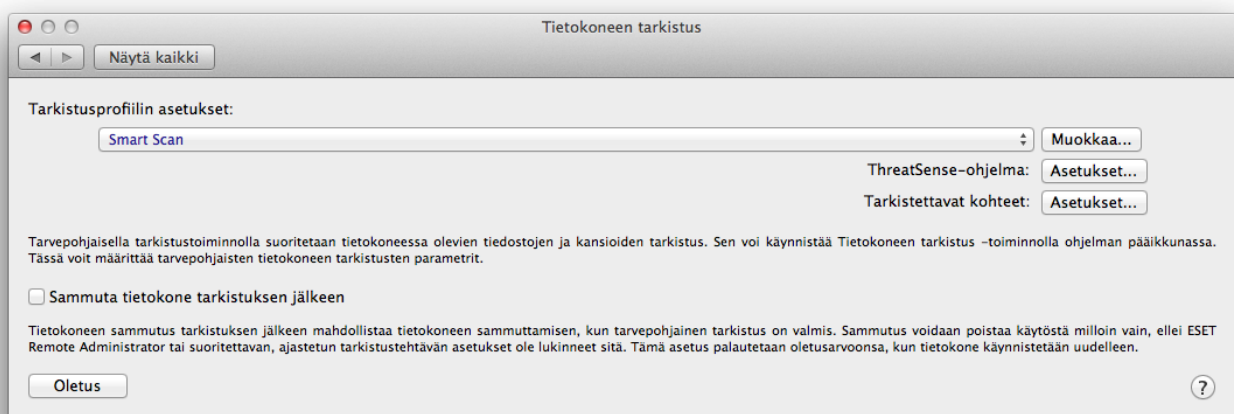 Tietokoneen tarkistus
Näytä kaikki
Tarkistusprofiilin asetukset:
Smart Scan
Muokkaa...
ThreatSense-ohjelma:
Asetukset...
Tarkistettavat kohteet:
Asetukset...
Tarvepohjaisella tarkistustoiminnolla suoritetaan tietokoneessa olevien tiedostojen ja kansioiden tarkistus. Sen voi käynnistää Tietokoneen tarkistus -toiminnolla ohjelman pääikkunassa.
Tässä voit määrittää tarvepohjaisten tietokoneen tarkistusten parametrit.
Sammuta tietokone tarkistuksen jälkeen
Tietokoneen sammutus tarkistuksen jälkeen mahdollistaa tietokoneen sammuttamisen, kun tarvepohjainen tarkistus on valmis. Sammutus voidaan poistaa käytöstä milloin vain, ellei ESET
Remote Administrator tai suoritettavan, ajastetun tarkistustehtävän asetukset ole lukinneet sitä. Tämä asetus palautetaan oletusarvoonsa, kun tietokone käynnistetään uudelleen.
Oletus
?